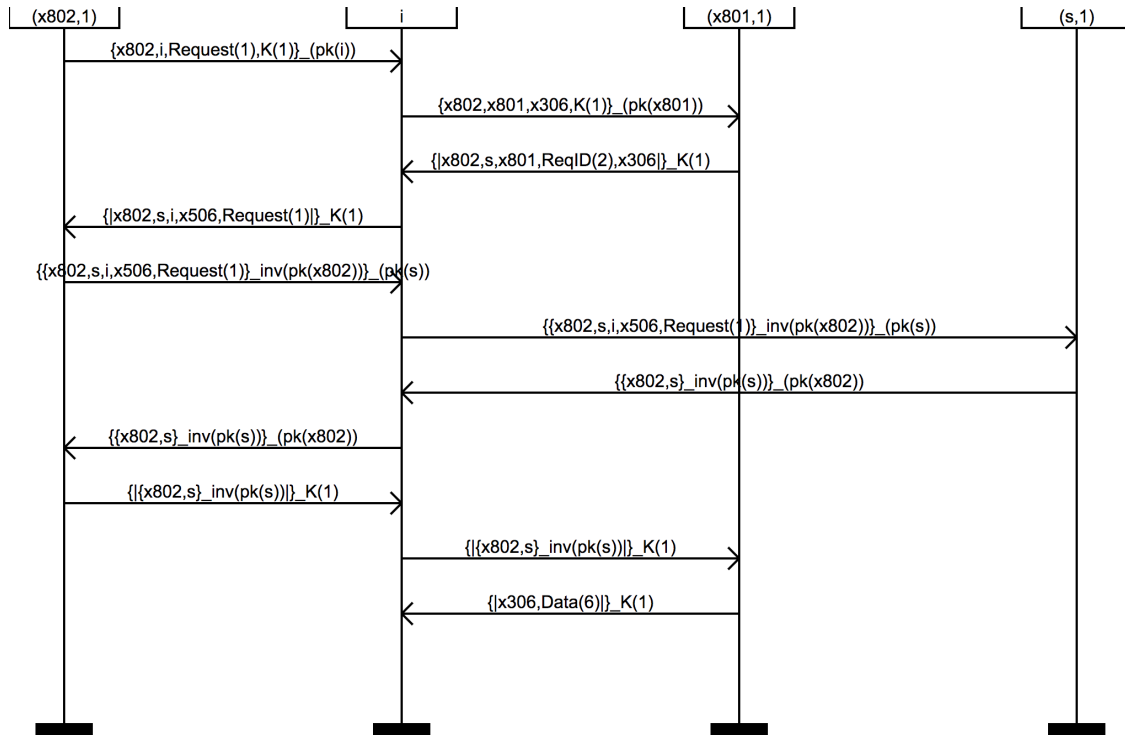 (x802,1)
i
(x801,1)
(s,1)
{x802,i,Request(1),K(1)}_(pk(i))
{x802,x801,x306,K(1)}_(pk(x801))
{|x802,s,x801,ReqID(2),x306|}_K(1)
{|x802,s,i,x506,Request(1)|}_K(1)
{{x802,s,i,x506,Request(1)}_inv(pk(x802))}_(pk(s))
{{x802,s,i,x506,Request(1)}_inv(pk(x802))}_(pk(s))
{{x802,s}_inv(pk(s))}_(pk(x802))
{{x802,s}_inv(pk(s))}_(pk(x802))
{|{x802,s}_inv(pk(s))|}_K(1)
{|{x802,s}_inv(pk(s))|}_K(1)
{|x306,Data(6)|}_K(1)